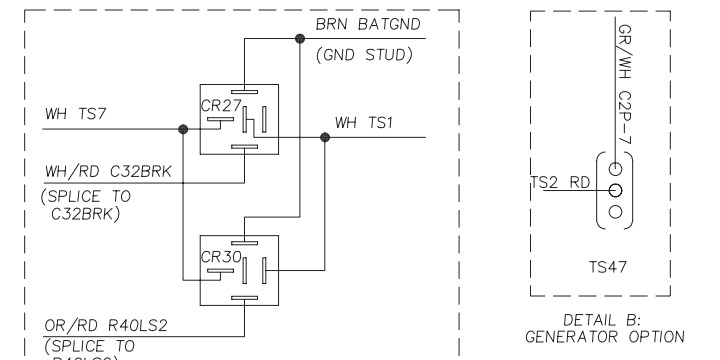 BRN BATGND
(GND STUD)
CR27
WH TS7
WH TS1
WH/RD C32BRK
(SPLICE TO
C32BRK)
CR30
OR/RD R40LS2
(SPLICE TO
GR/WH C2P-7
TS2 RD
TS47
DETAIL B:
GENERATOR OPTION